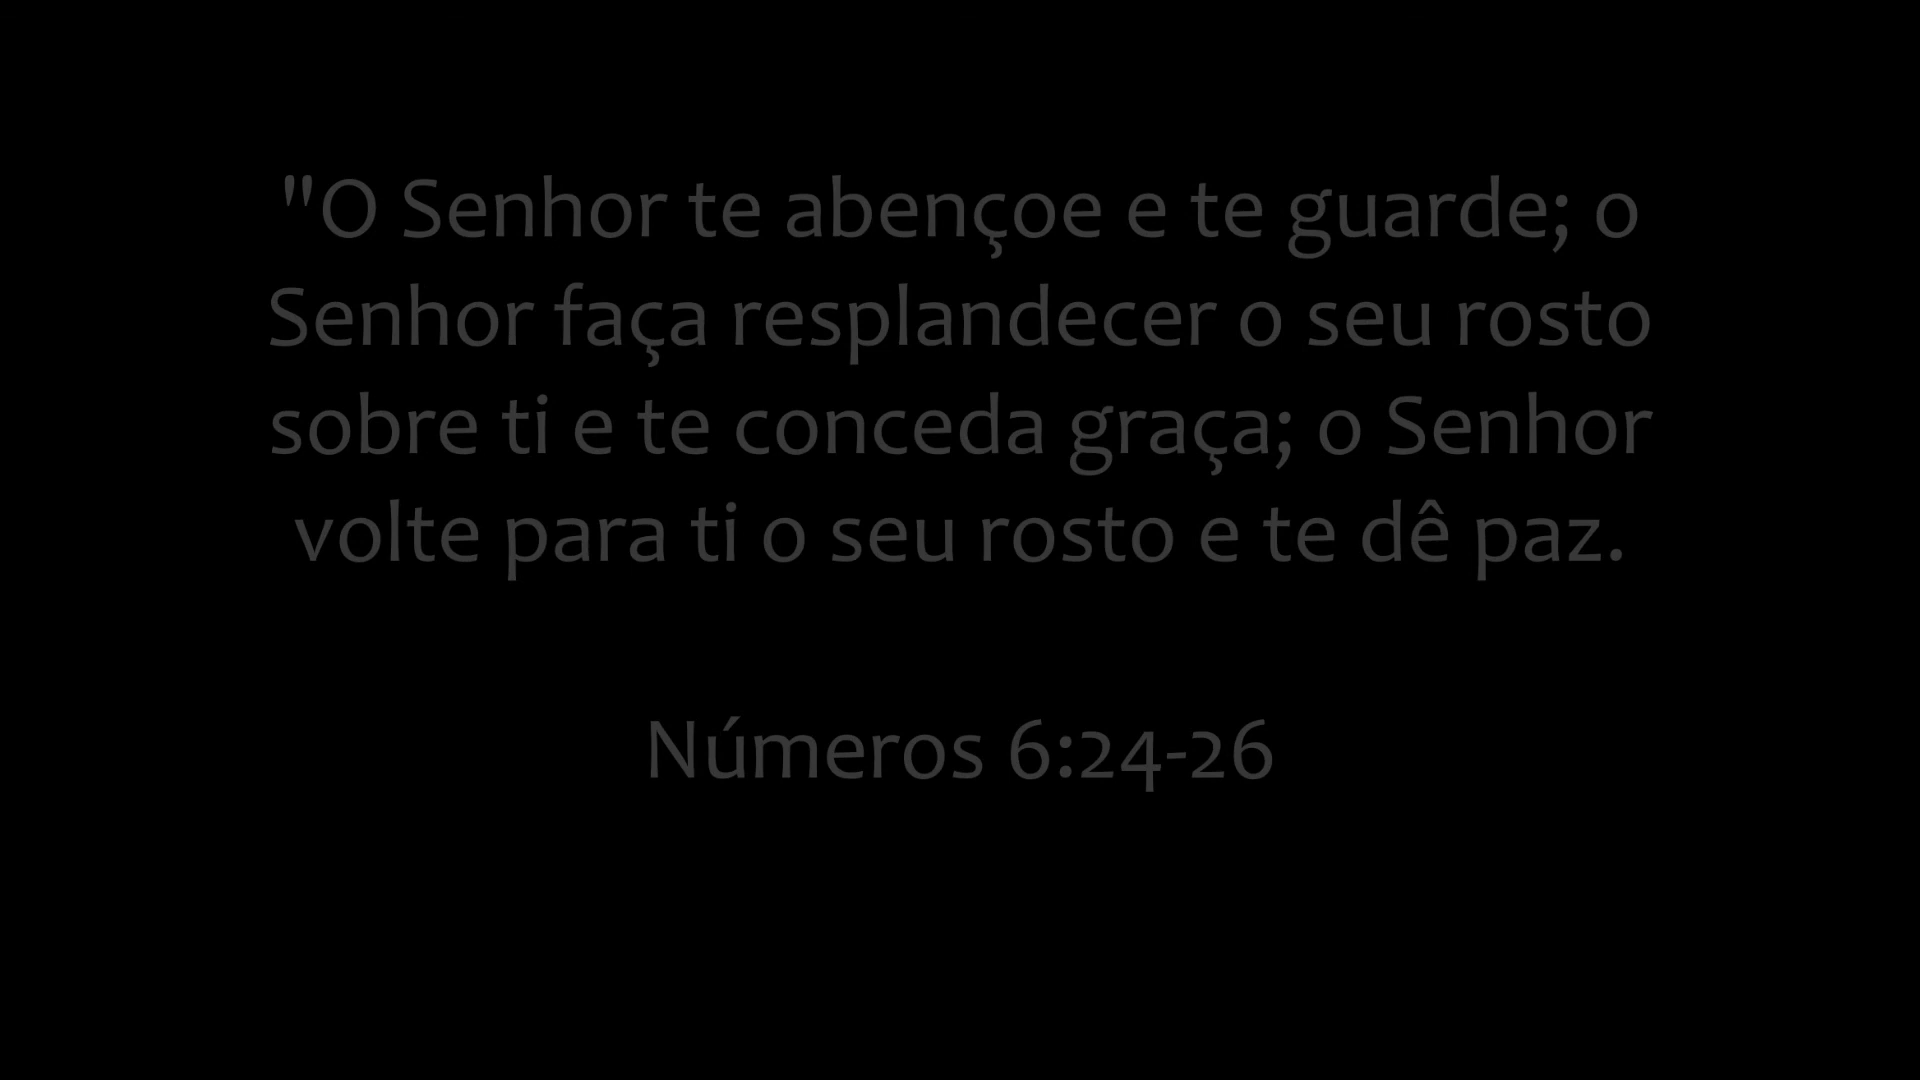 "O Senhor te abençoe e te guarde; o
Senhor faça resplandecer o seu rosto
sobre ti e te conceda graça; o Senhor
volte para ti o seu rosto e te dê paz.
Números 6:24-26